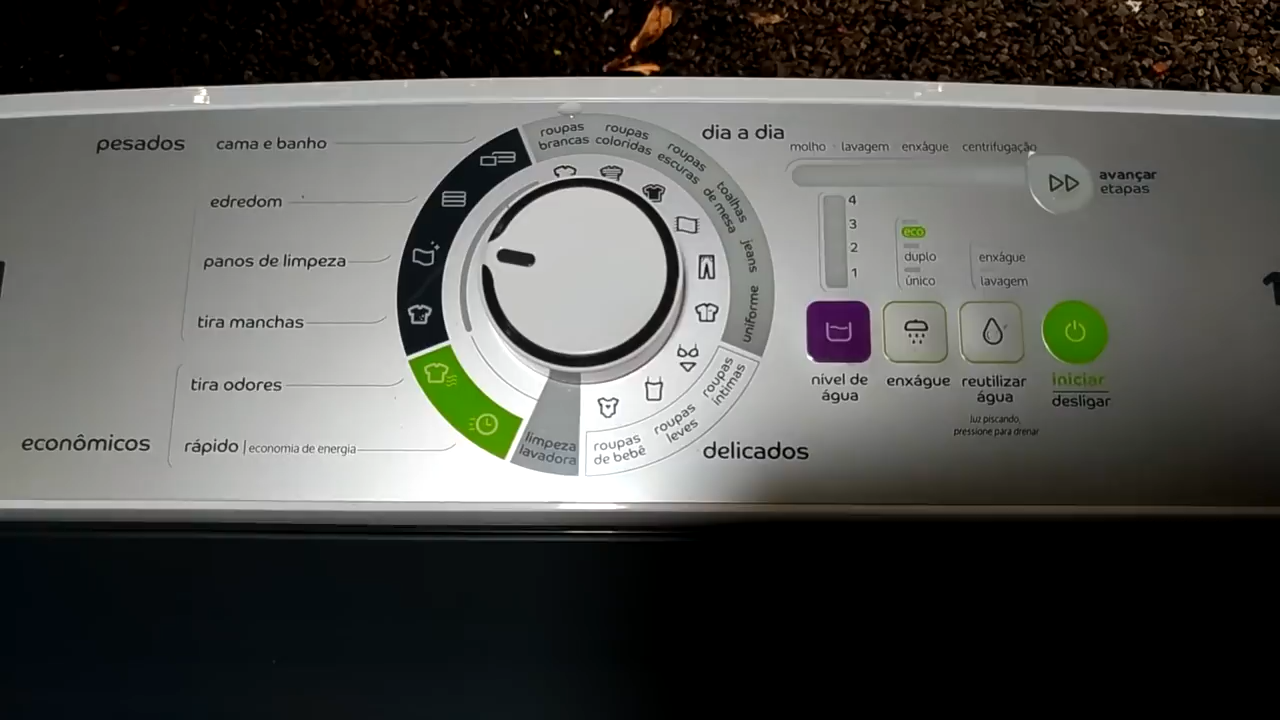 pesados
cama e banho
edredom
panos de limpeza
tira manchas
tira odores
econômicos
rápido | economia de energia
roupas
brancas
roupas
coloridas
roupas
escuras
toalhas
de mesa
jeans
uniforme
roupas
íntimas
roupas
leves
roupas
de bebê
limpeza
lavadora
dia a dia
delicados
molho
lavagem
enxágue
centrifugação
avançar
etapas
4
3
2
1
eco
duplo
único
enxágue
lavagem
nível de
água
enxágue
reutilizar
água
luz piscando,
pressione para drenar
iniciar
desligar